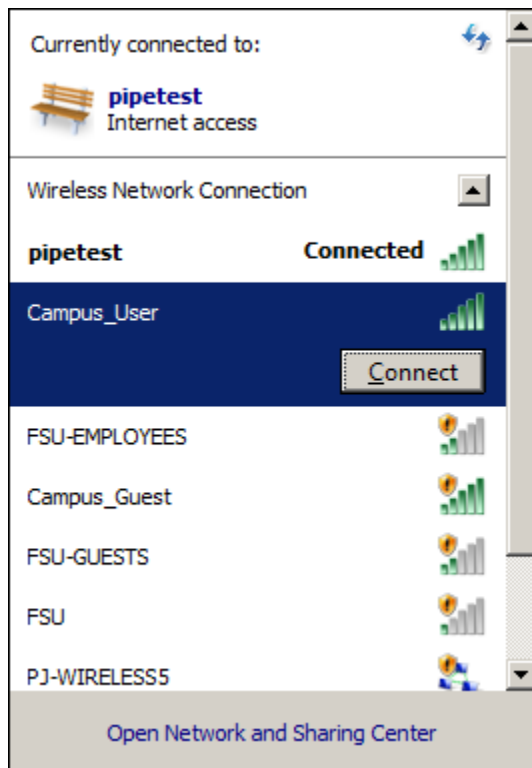 Currently connected to:
pipetest
Internet access
Wireless Network Connection
pipetest Connected
Campus_User
Connect
FSU-EMPLOYEES
Campus_Guest
FSU-GUESTS
FSU
PJ-WIRELESS5
Open Network and Sharing Center